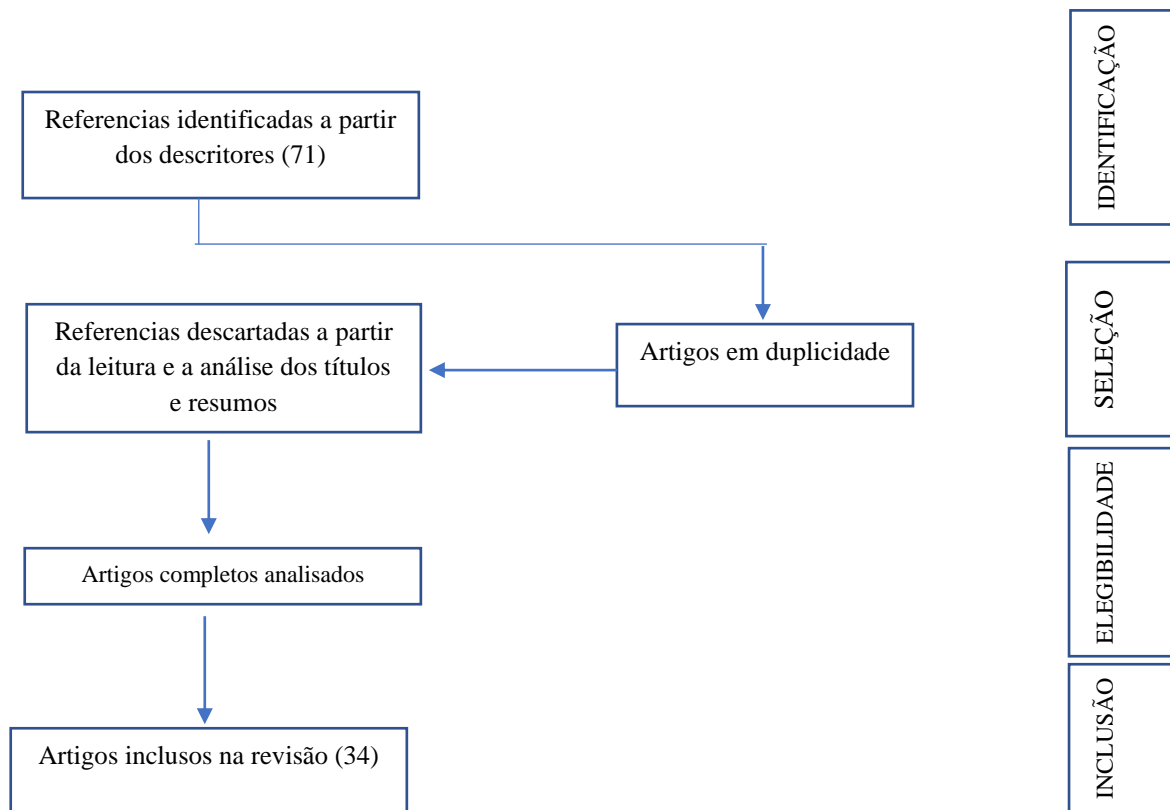 IDENTIFICAÇÃO
Referencias identificadas a partir
dos descritores (71)
SELEÇÃO
Referencias descartadas a partir
da leitura e a análise dos títulos
e resumos
Artigos em duplicidade
ELEGIBILIDADE
Artigos completos analisados
INCLUSÃO
Artigos inclusos na revisão (34)